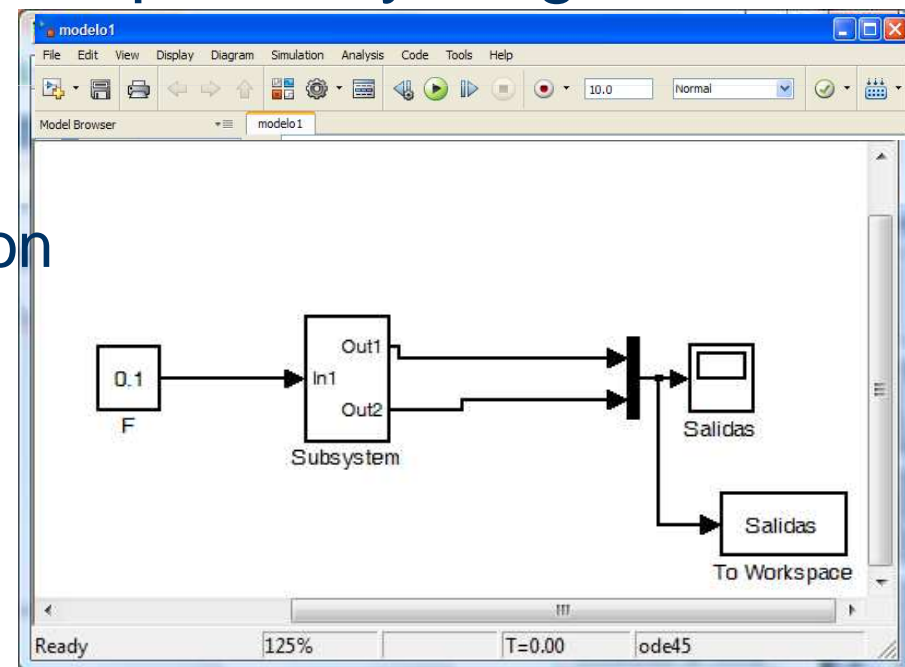 modelo1
File Edit View Display Diagram Simulation Analysis Code Tools Help
10.0 Normal
Model Browser modelo1
on
Out1
0.1 In1
Out2
F
Subsystem
Salidas
Salidas
To Workspace
Ready 125% T=0.00 ode45